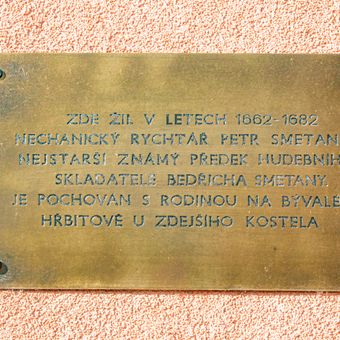 ZDE ŽIL V LETECH 1662-1682
NECHANICKÝ RYCHTÁŘ PETR SMETAN
NEJSTARŠÍ ZNÁMÝ PŘEDEK HUDEBNÍH
SKLADATELE BEDŘICHA SMETANY.
JE POCHOVÁN S RODINOU NA BÝVALÉ
HŘBITOVĚ U ZDEJŠÍHO KOSTELA